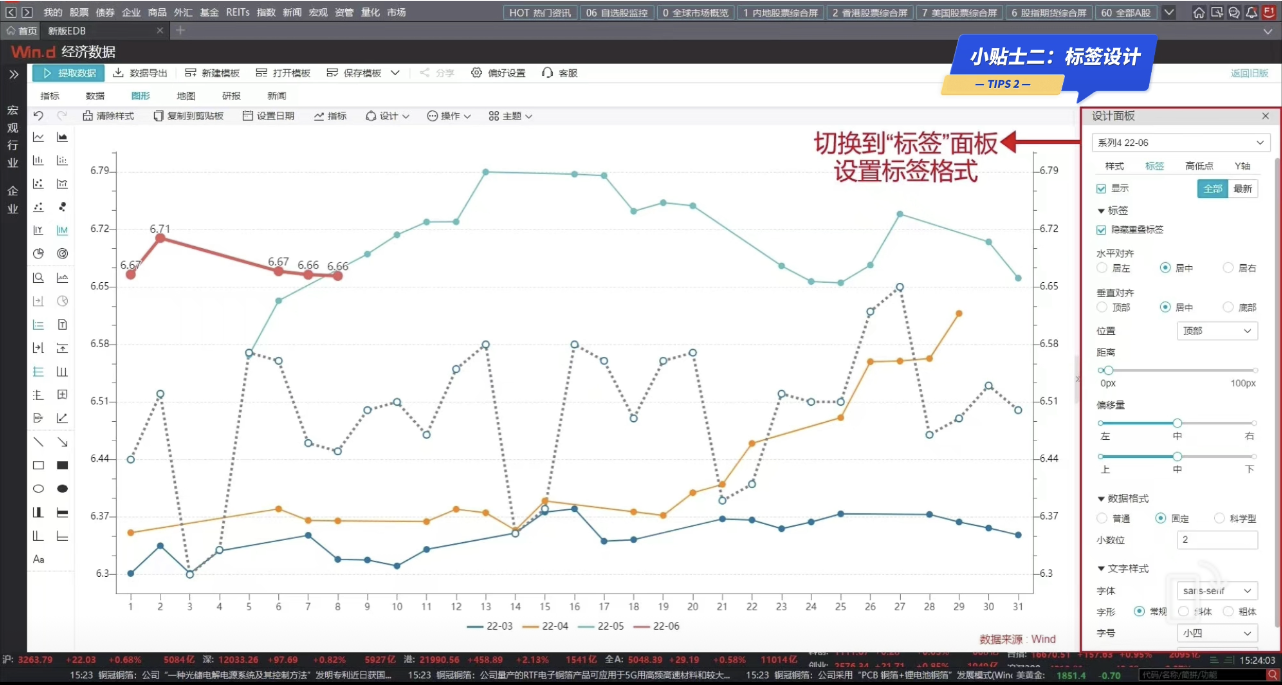 我的 股票 债券 企业 商品 外汇 基金 REITs 指数 新闻 宏观 资管 量化 市场 HOT 热门资讯 06 自选股监控 0 全球市场概览 1 内地股票综合屏 2 香港股票综合屏 7 美国股票综合屏 6 股指期货综合屏 60 全部A股
首页 新版EDB
Win.d 经济数据
小贴士二：标签设计
— TIPS 2 —
提取数据 数据导出 新建模板 打开模板 保存模板 分享 偏好设置 客服 返回旧版
指标 数据 图形 地图 研报 新闻
清除样式 复制到剪贴板 设置日期 指标 设计 操作 主题
宏观
行业
企业
Aa
切换到“标签”面板
设置标签格式
6.79 6.79
6.72 6.72
6.65 6.65
6.58 6.58
6.51 6.51
6.44 6.44
6.37 6.37
6.3 6.3
6.67 6.71 6.67 6.66 6.66
1 2 3 4 5 6 7 8 9 10 11 12 13 14 15 16 17 18 19 20 21 22 23 24 25 26 27 28 29 30 31
22-03 22-04 22-05 22-06
数据来源：Wind
设计面板
系列4 22-06
样式 标签 高低点 Y轴
显示 全部 最新
标签
隐藏重叠标签
水平对齐
居左 居中 居右
垂直对齐
顶部 居中 底部
位置 顶部
距离
0px 100px
偏移量
左 中 右
上 中 下
数据格式
普通 固定 科学型
小数位 2
文字样式
字体 sans-serif
字形 常规 斜体 粗体
字号 小四
沪: 3263.79 +22.03 +0.68% 5084亿 深: 12033.26 +97.69 +0.82% 5927亿 港: 21990.56 +458.89 +2.13% 1541亿 全A: 5048.39 +29.19 +0.58% 11014亿
15:24:03
15:23 铜冠铜箔：公司“一种光缝电解电源系统及其控制方法”发明专利近日获国... 15:23 铜冠铜箔：公司量产的RTF电子铜箔产品可应用于5G用高频高速材料和较大... 15:23 铜冠铜箔：公司采用“PCB 铜箔+锂电池铜箔”发展模式(Win 美黄金: 1851.4 -0.70 代码/名称/简拼/功能